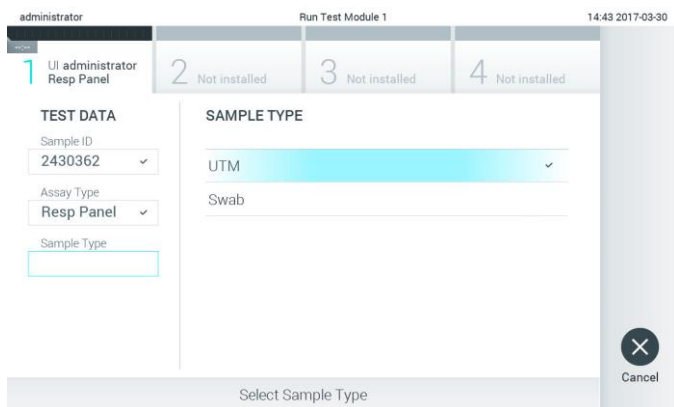 administrator
Run Test Module 1
14:43 2017-03-30
--:--
1 UI administrator
Resp Panel
2 Not installed
3 Not installed
4 Not installed
TEST DATA
Sample ID
2430362
Assay Type
Resp Panel
Sample Type
SAMPLE TYPE
UTM
Swab
Cancel
Select Sample Type